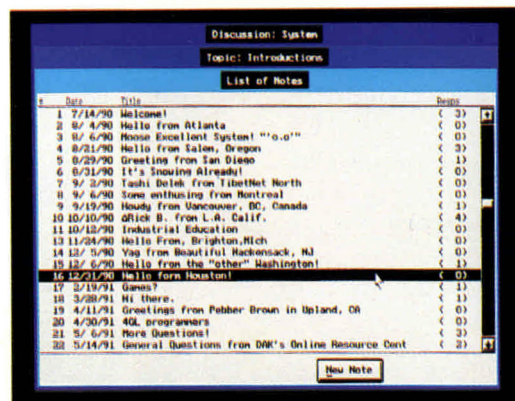 Discussion: System
Topic: Introductions
List of Notes
# Date Title Resps
1 7/14/90 Welcome! ( 3)
2 8/ 4/90 Hello from Atlanta ( 0)
3 8/ 6/90 Moose Excellent System! "'o.o'" ( 0)
4 8/21/90 Hello from Salem, Oregon ( 3)
5 8/29/90 Greeting from San Diego ( 1)
6 8/31/90 It's Snowing Already! ( 0)
7 9/ 2/90 Tashi Delek from TibetNet North ( 0)
8 9/ 6/90 Some enthusing from Montreal ( 0)
9 9/19/90 Howdy from Vancouver, BC, Canada ( 1)
10 10/10/90 Rick B. from L.A. Calif. ( 4)
11 10/12/90 Industrial Education ( 0)
13 11/24/90 Hello From, Brighton,Mich ( 0)
14 12/ 5/90 Yag from Beautiful Hackensack, NJ ( 1)
15 12/ 6/90 Hello from the "other" Washington! ( 1)
16 12/31/90 Hello form Houston! ( 0)
17 2/19/91 Games? ( 1)
18 3/28/91 Hi there. ( 1)
19 4/11/91 Greetings from Pebber Brown in Upland, CA ( 0)
20 4/30/91 4GL programmers ( 0)
21 5/ 6/91 More Questions! ( 3)
22 5/14/91 General Questions from DAK's Online Resource Cent ( 2)
New Note